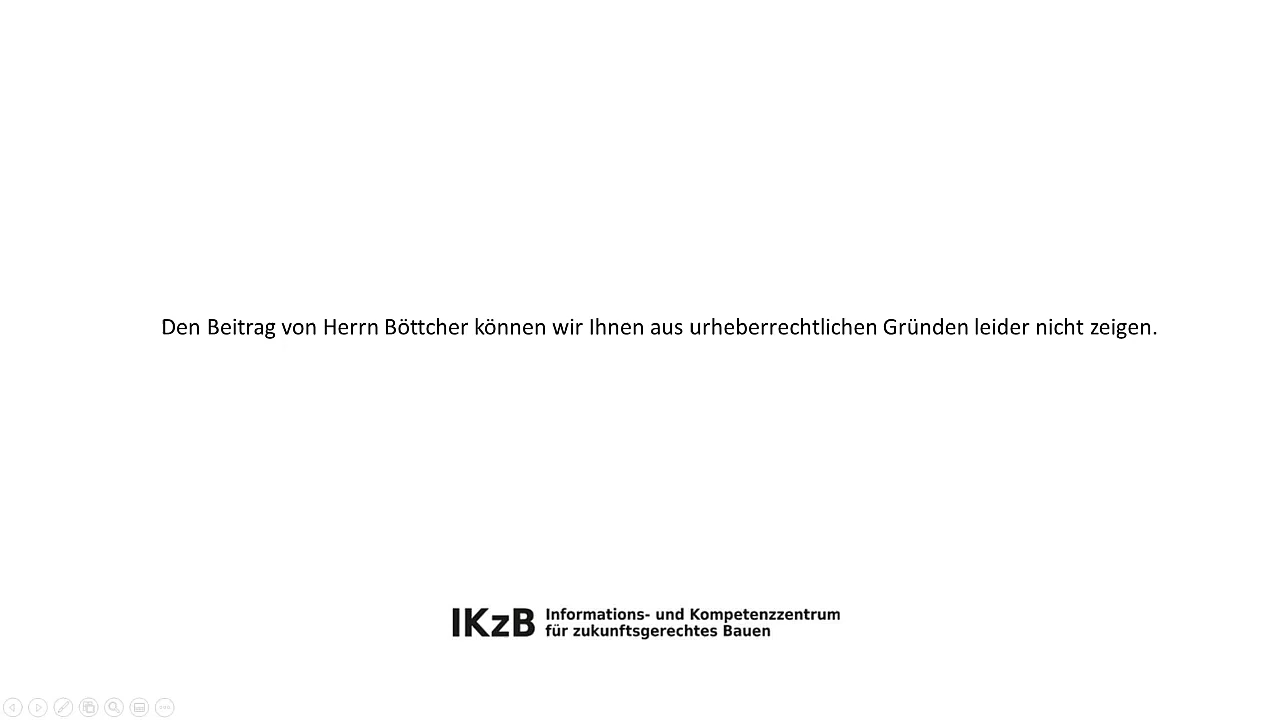 Den Beitrag von Herrn Böttcher können wir Ihnen aus urheberrechtlichen Gründen leider nicht zeigen.
IKzB Informations- und Kompetenzzentrum
für zukunftsgerechtes Bauen